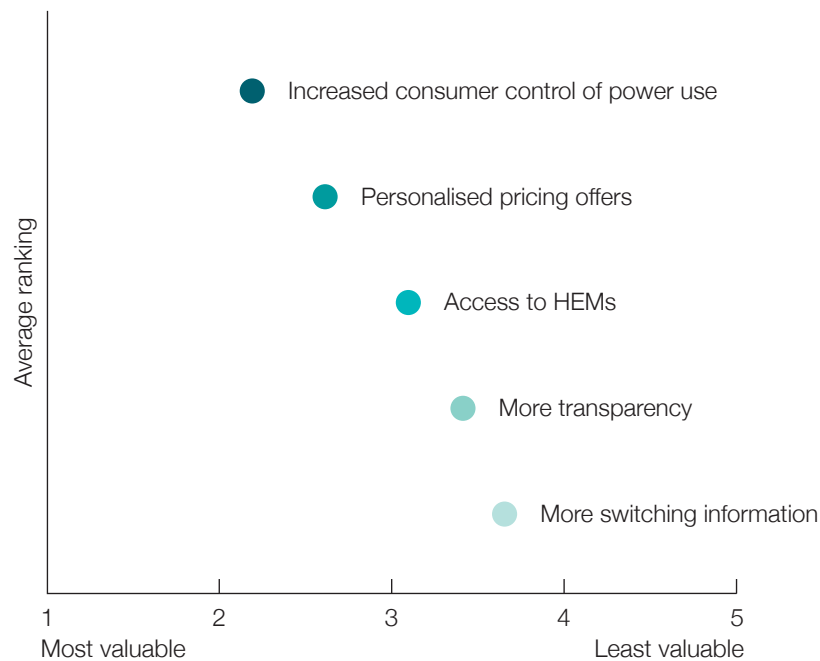 Increased consumer control of power use
Personalised pricing offers
Access to HEMs
More transparency
More switching information
Average ranking
1 2 3 4 5
Most valuable Least valuable